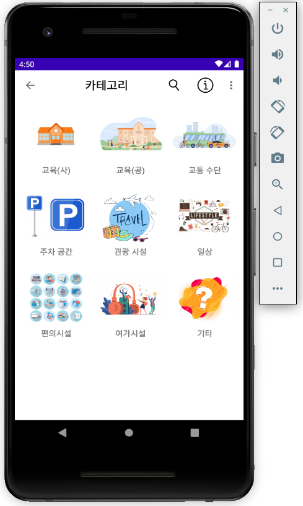 4:50
카테고리
교육(사)
교육(공)
교통 수단
P
P
주차 공간
TRAVEL
관광 시설
LIFESTYLE
일상
편의시설
여가시설
?
기타